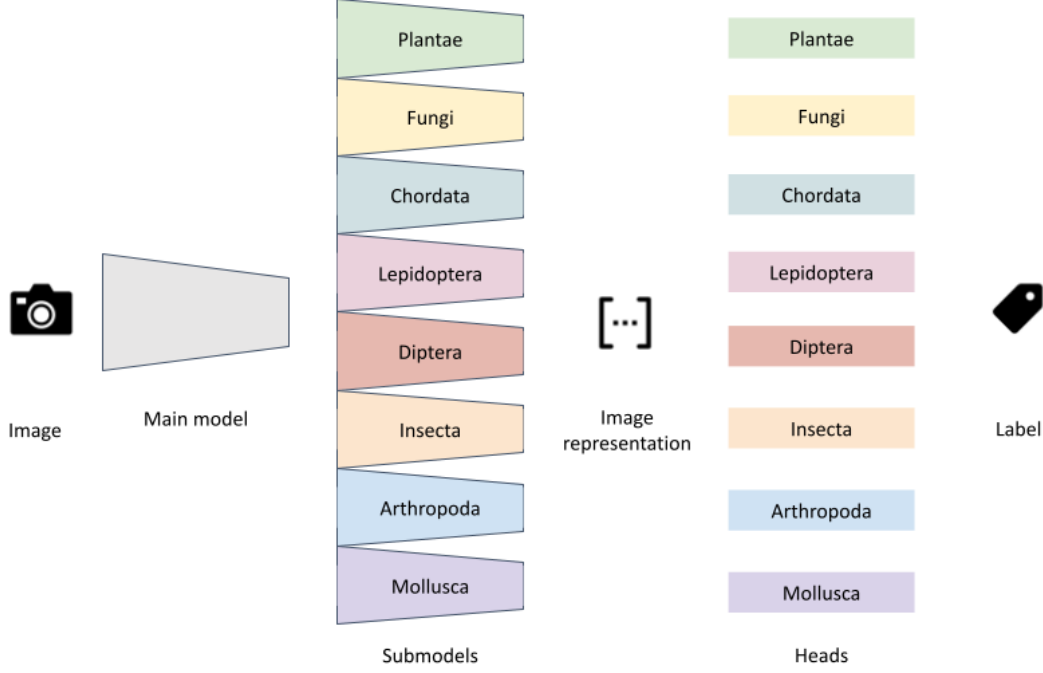 Plantae
Fungi
Chordata
Lepidoptera
Diptera
Insecta
Arthropoda
Mollusca
Submodels
Image
Main model
[...]
Image
representation
Plantae
Fungi
Chordata
Lepidoptera
Diptera
Insecta
Arthropoda
Mollusca
Heads
Label